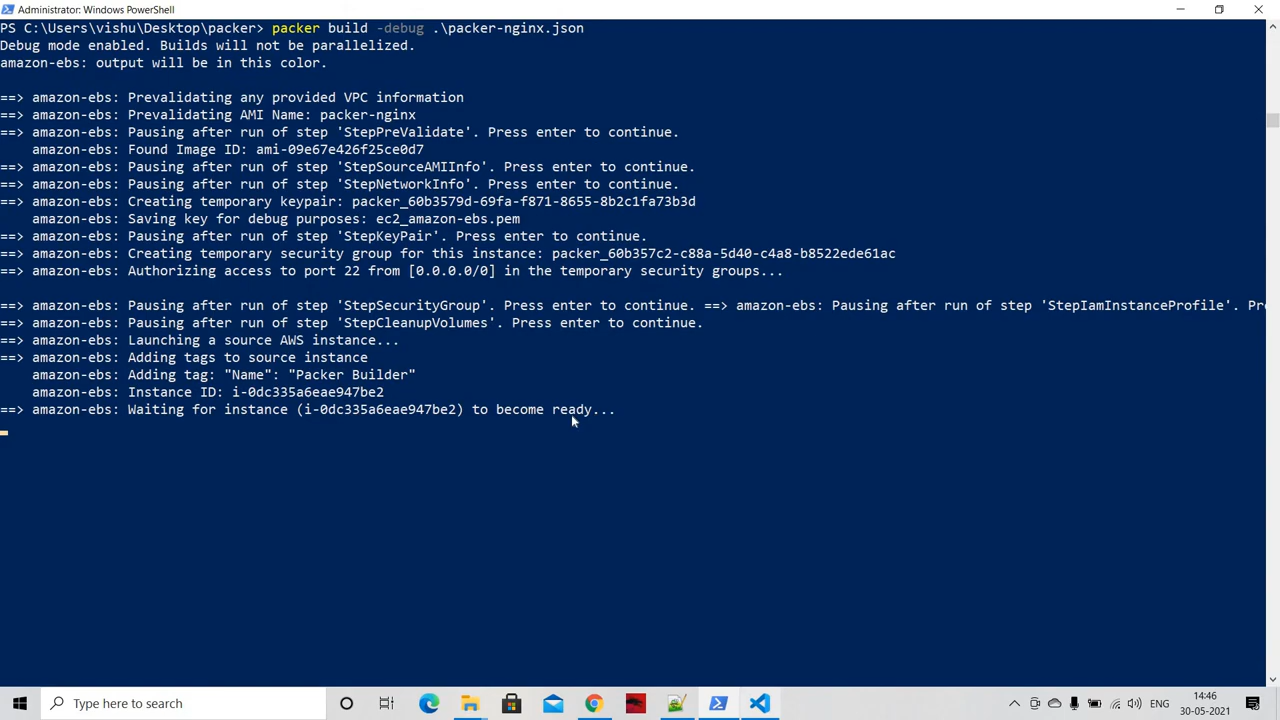 Administrator: Windows PowerShell
PS C:\Users\vishu\Desktop\packer> packer build -debug .\packer-nginx.json
Debug mode enabled. Builds will not be parallelized.
amazon-ebs: output will be in this color.
==> amazon-ebs: Prevalidating any provided VPC information
==> amazon-ebs: Prevalidating AMI Name: packer-nginx
==> amazon-ebs: Pausing after run of step 'StepPreValidate'. Press enter to continue.
    amazon-ebs: Found Image ID: ami-09e67e426f25ce0d7
==> amazon-ebs: Pausing after run of step 'StepSourceAMIInfo'. Press enter to continue.
==> amazon-ebs: Pausing after run of step 'StepNetworkInfo'. Press enter to continue.
==> amazon-ebs: Creating temporary keypair: packer_60b3579d-69fa-f871-8655-8b2c1fa73b3d
    amazon-ebs: Saving key for debug purposes: ec2_amazon-ebs.pem
==> amazon-ebs: Pausing after run of step 'StepKeyPair'. Press enter to continue.
==> amazon-ebs: Creating temporary security group for this instance: packer_60b357c2-c88a-5d40-c4a8-b8522ede61ac
==> amazon-ebs: Authorizing access to port 22 from [0.0.0.0/0] in the temporary security groups...
==> amazon-ebs: Pausing after run of step 'StepSecurityGroup'. Press enter to continue. ==> amazon-ebs: Pausing after run of step 'StepIamInstanceProfile'. Pr
==> amazon-ebs: Pausing after run of step 'StepCleanupVolumes'. Press enter to continue.
==> amazon-ebs: Launching a source AWS instance...
==> amazon-ebs: Adding tags to source instance
    amazon-ebs: Adding tag: "Name": "Packer Builder"
    amazon-ebs: Instance ID: i-0dc335a6eae947be2
==> amazon-ebs: Waiting for instance (i-0dc335a6eae947be2) to become ready...
Type here to search
ENG
14:46
30-05-2021